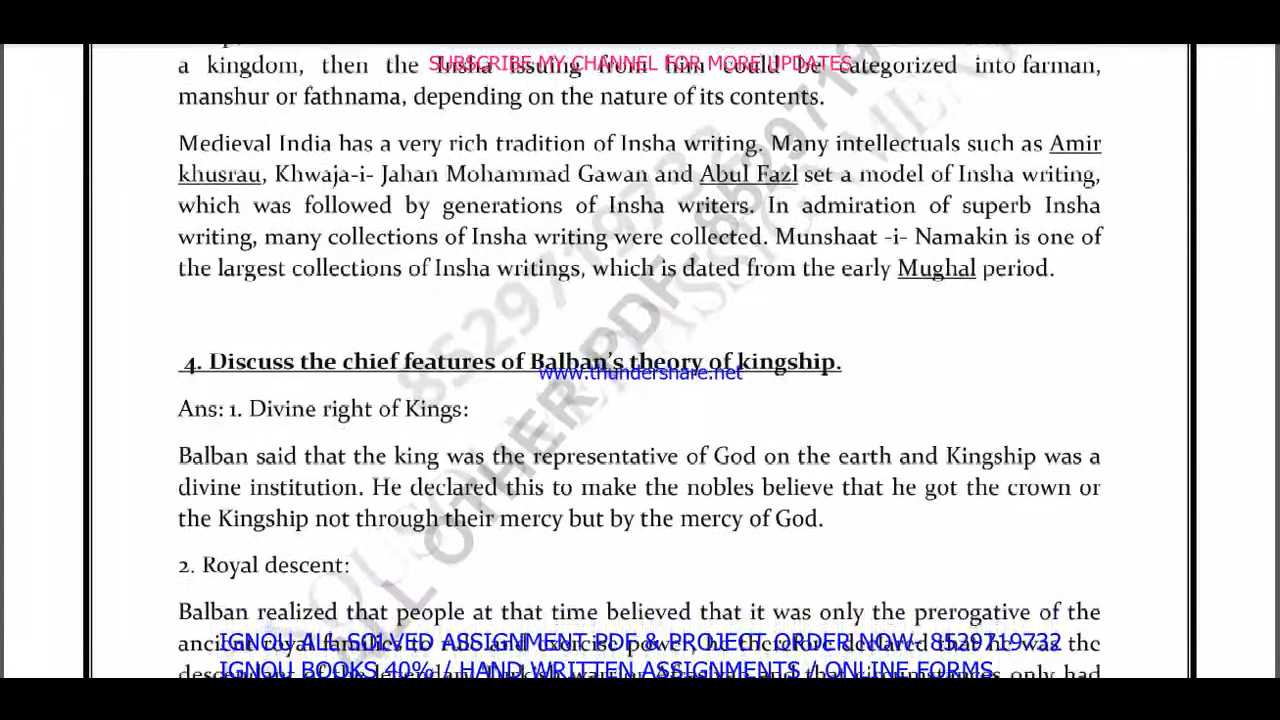 a kingdom, then the Insha issuing from him could be categorized into farman,
SUBSCRIBE MY CHANNEL FOR MORE UPDATES
manshur or fathnama, depending on the nature of its contents.
Medieval India has a very rich tradition of Insha writing. Many intellectuals such as Amir
khusrau, Khwaja-i- Jahan Mohammad Gawan and Abul Fazl set a model of Insha writing,
which was followed by generations of Insha writers. In admiration of superb Insha
writing, many collections of Insha writing were collected. Munshaat -i- Namakin is one of
the largest collections of Insha writings, which is dated from the early Mughal period.
4. Discuss the chief features of Balban's theory of kingship.
www.thundershare.net
Ans: 1. Divine right of Kings:
Balban said that the king was the representative of God on the earth and Kingship was a
divine institution. He declared this to make the nobles believe that he got the crown or
the Kingship not through their mercy but by the mercy of God.
2. Royal descent:
Balban realized that people at that time believed that it was only the prerogative of the
ancient royal families to rule and exercise power, he therefore declared that he was the
IGNOU ALL SOLVED ASSIGNMENT PDF & PROJECT ORDER NOW- 8529719732
IGNOU BOOKS 40% / HAND WRITTEN ASSIGNMENTS / ONLINE FORMS
8529719732
ALL OTHER PDF